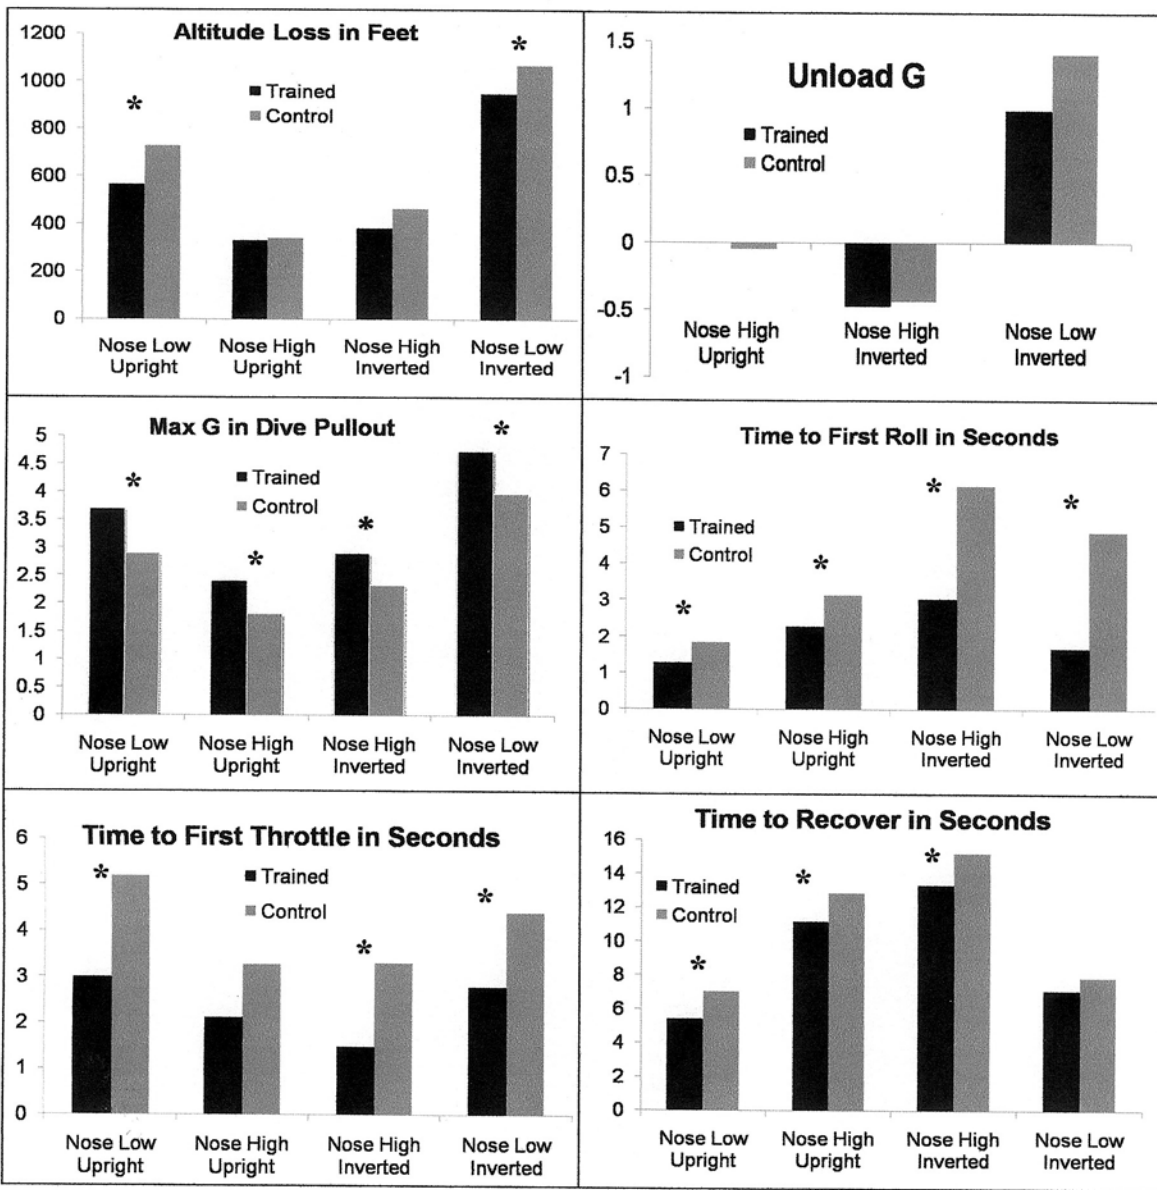 Altitude Loss in Feet
1200
1000
800
600
400
200
0
*
*
Trained
Control
Nose Low
Upright
Nose High
Upright
Nose High
Inverted
Nose Low
Inverted
Unload G
1.5
1
0.5
0
-0.5
-1
Trained
Control
Nose High
Upright
Nose High
Inverted
Nose Low
Inverted
Max G in Dive Pullout
5
4.5
4
3.5
3
2.5
2
1.5
1
0.5
0
*
*
*
*
Trained
Control
Nose Low
Upright
Nose High
Upright
Nose High
Inverted
Nose Low
Inverted
Time to First Roll in Seconds
7
6
5
4
3
2
1
0
*
*
*
*
Trained
Control
Nose Low
Upright
Nose High
Upright
Nose High
Inverted
Nose Low
Inverted
Time to First Throttle in Seconds
6
5
4
3
2
1
0
*
*
*
Trained
Control
Nose Low
Upright
Nose High
Upright
Nose High
Inverted
Nose Low
Inverted
Time to Recover in Seconds
16
14
12
10
8
6
4
2
0
*
*
*
Trained
Control
Nose Low
Upright
Nose High
Upright
Nose High
Inverted
Nose Low
Inverted